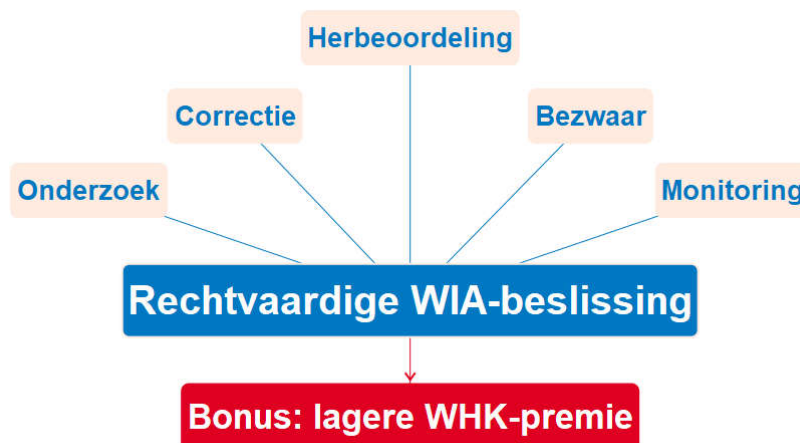 Herbeoordeling
Correctie
Bezwaar
Onderzoek
Monitoring
Rechtvaardige WIA-beslissing
Bonus: lagere WHK-premie